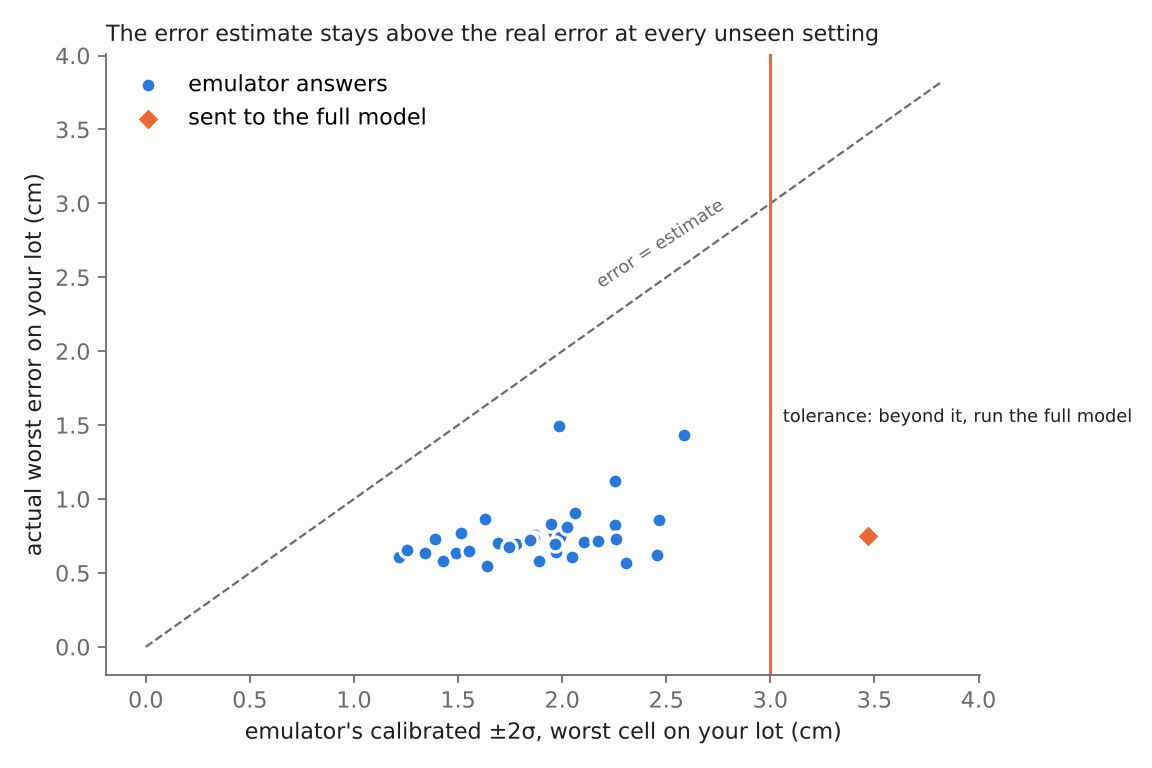 The error estimate stays above the real error at every unseen setting
emulator answers
sent to the full model
error = estimate
tolerance: beyond it, run the full model
actual worst error on your lot (cm)
4.0
3.5
3.0
2.5
2.0
1.5
1.0
0.5
0.0
0.0 0.5 1.0 1.5 2.0 2.5 3.0 3.5 4.0
emulator's calibrated ±2σ, worst cell on your lot (cm)